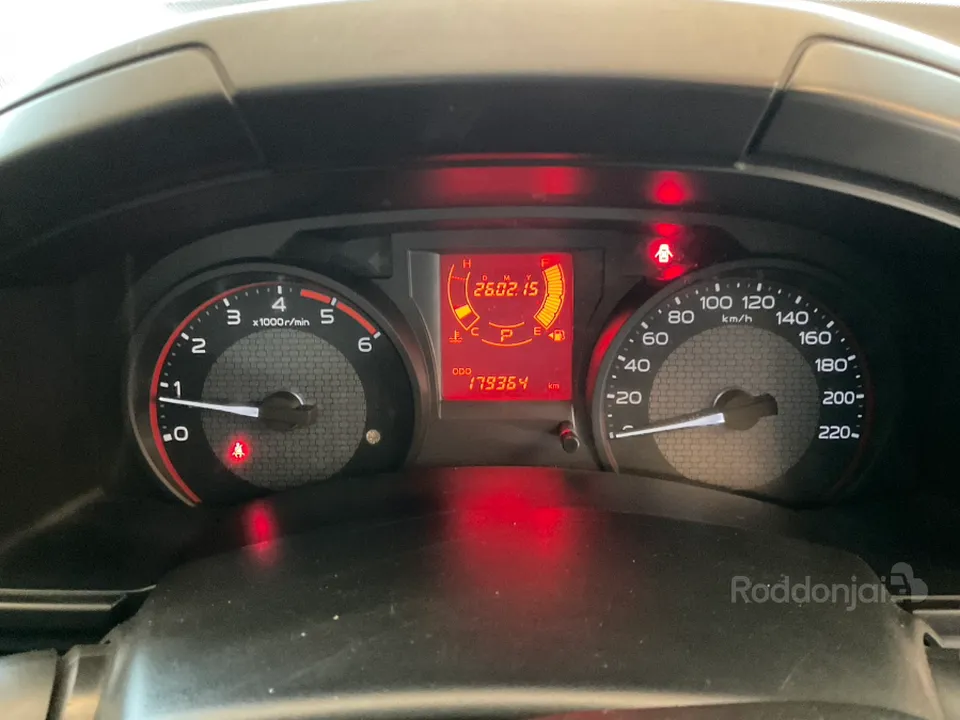 H F
D M Y
26.02.15
C P E
ODO
179364 km
0 1 2 3 4 5 6
x1000r/min
0 20 40 60 80 100 120 140 160 180 200 220
km/h
Roddonjai